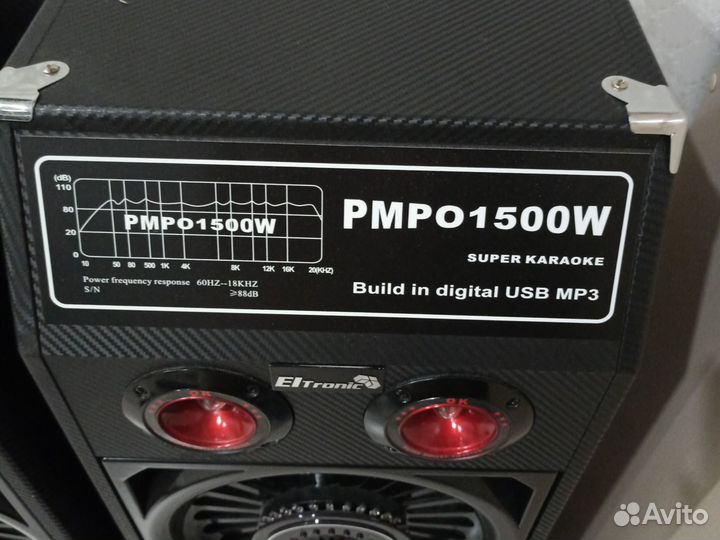 (dB)
110
80
20
0
PMPO1500W
10 50 80 500 1K 4K 8K 12K 16K 20(KHZ)
Power frequency response 60HZ--18KHZ
S/N ≥88dB
PMPO1500W
SUPER KARAOKE
Build in digital USB MP3
ElTronic
OK
Avito